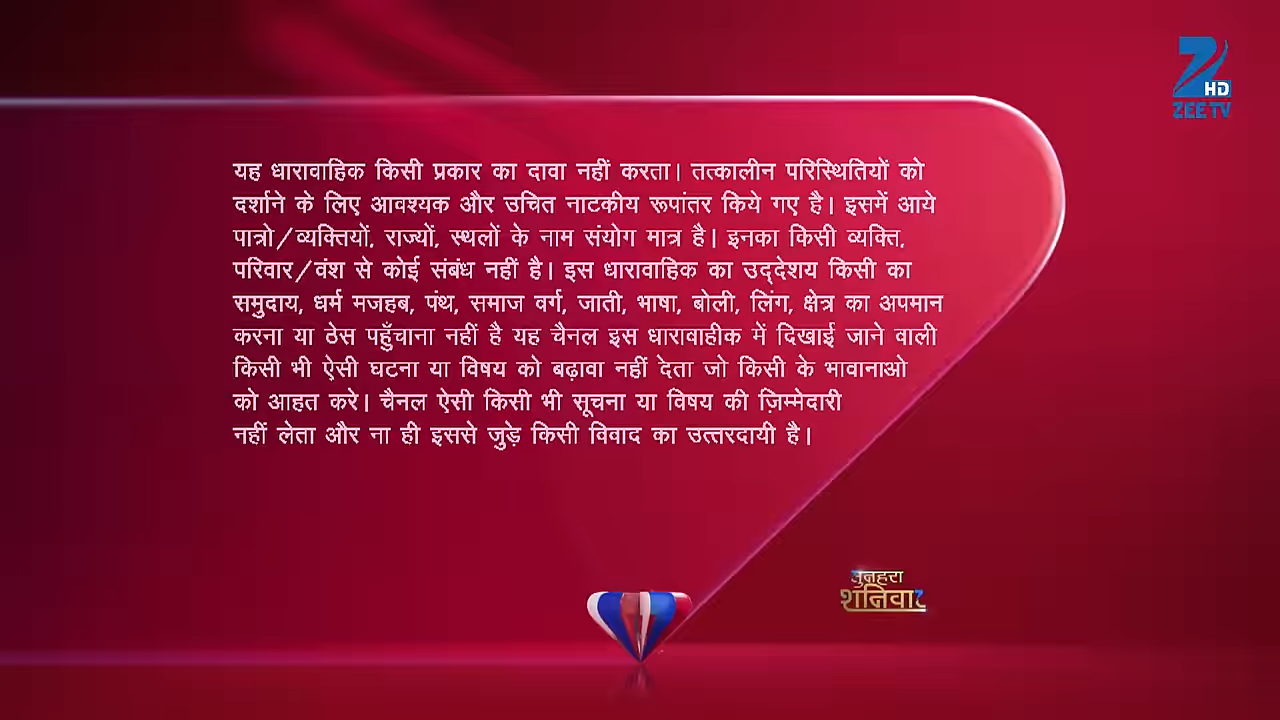 HD
ZEE TV
यह धारावाहिक किसी प्रकार का दावा नहीं करता। तत्कालीन परिस्थितियों को
दर्शाने के लिए आवश्यक और उचित नाटकीय रूपांतर किये गए है। इसमें आये
पात्रो/व्यक्तियों, राज्यों, स्थलों के नाम संयोग मात्र है। इनका किसी व्यक्ति,
परिवार/वंश से कोई संबंध नहीं है। इस धारावाहिक का उद्देशय किसी का
समुदाय, धर्म मजहब, पंथ, समाज वर्ग, जाती, भाषा, बोली, लिंग, क्षेत्र का अपमान
करना या ठेस पहुँचाना नहीं है यह चैनल इस धारावाहीक में दिखाई जाने वाली
किसी भी ऐसी घटना या विषय को बढ़ावा नहीं देता जो किसी के भावानाओ
को आहत करे। चैनल ऐसी किसी भी सूचना या विषय की ज़िम्मेदारी
नहीं लेता और ना ही इससे जुड़े किसी विवाद का उत्तरदायी है।
सुनहरा
शनिवार